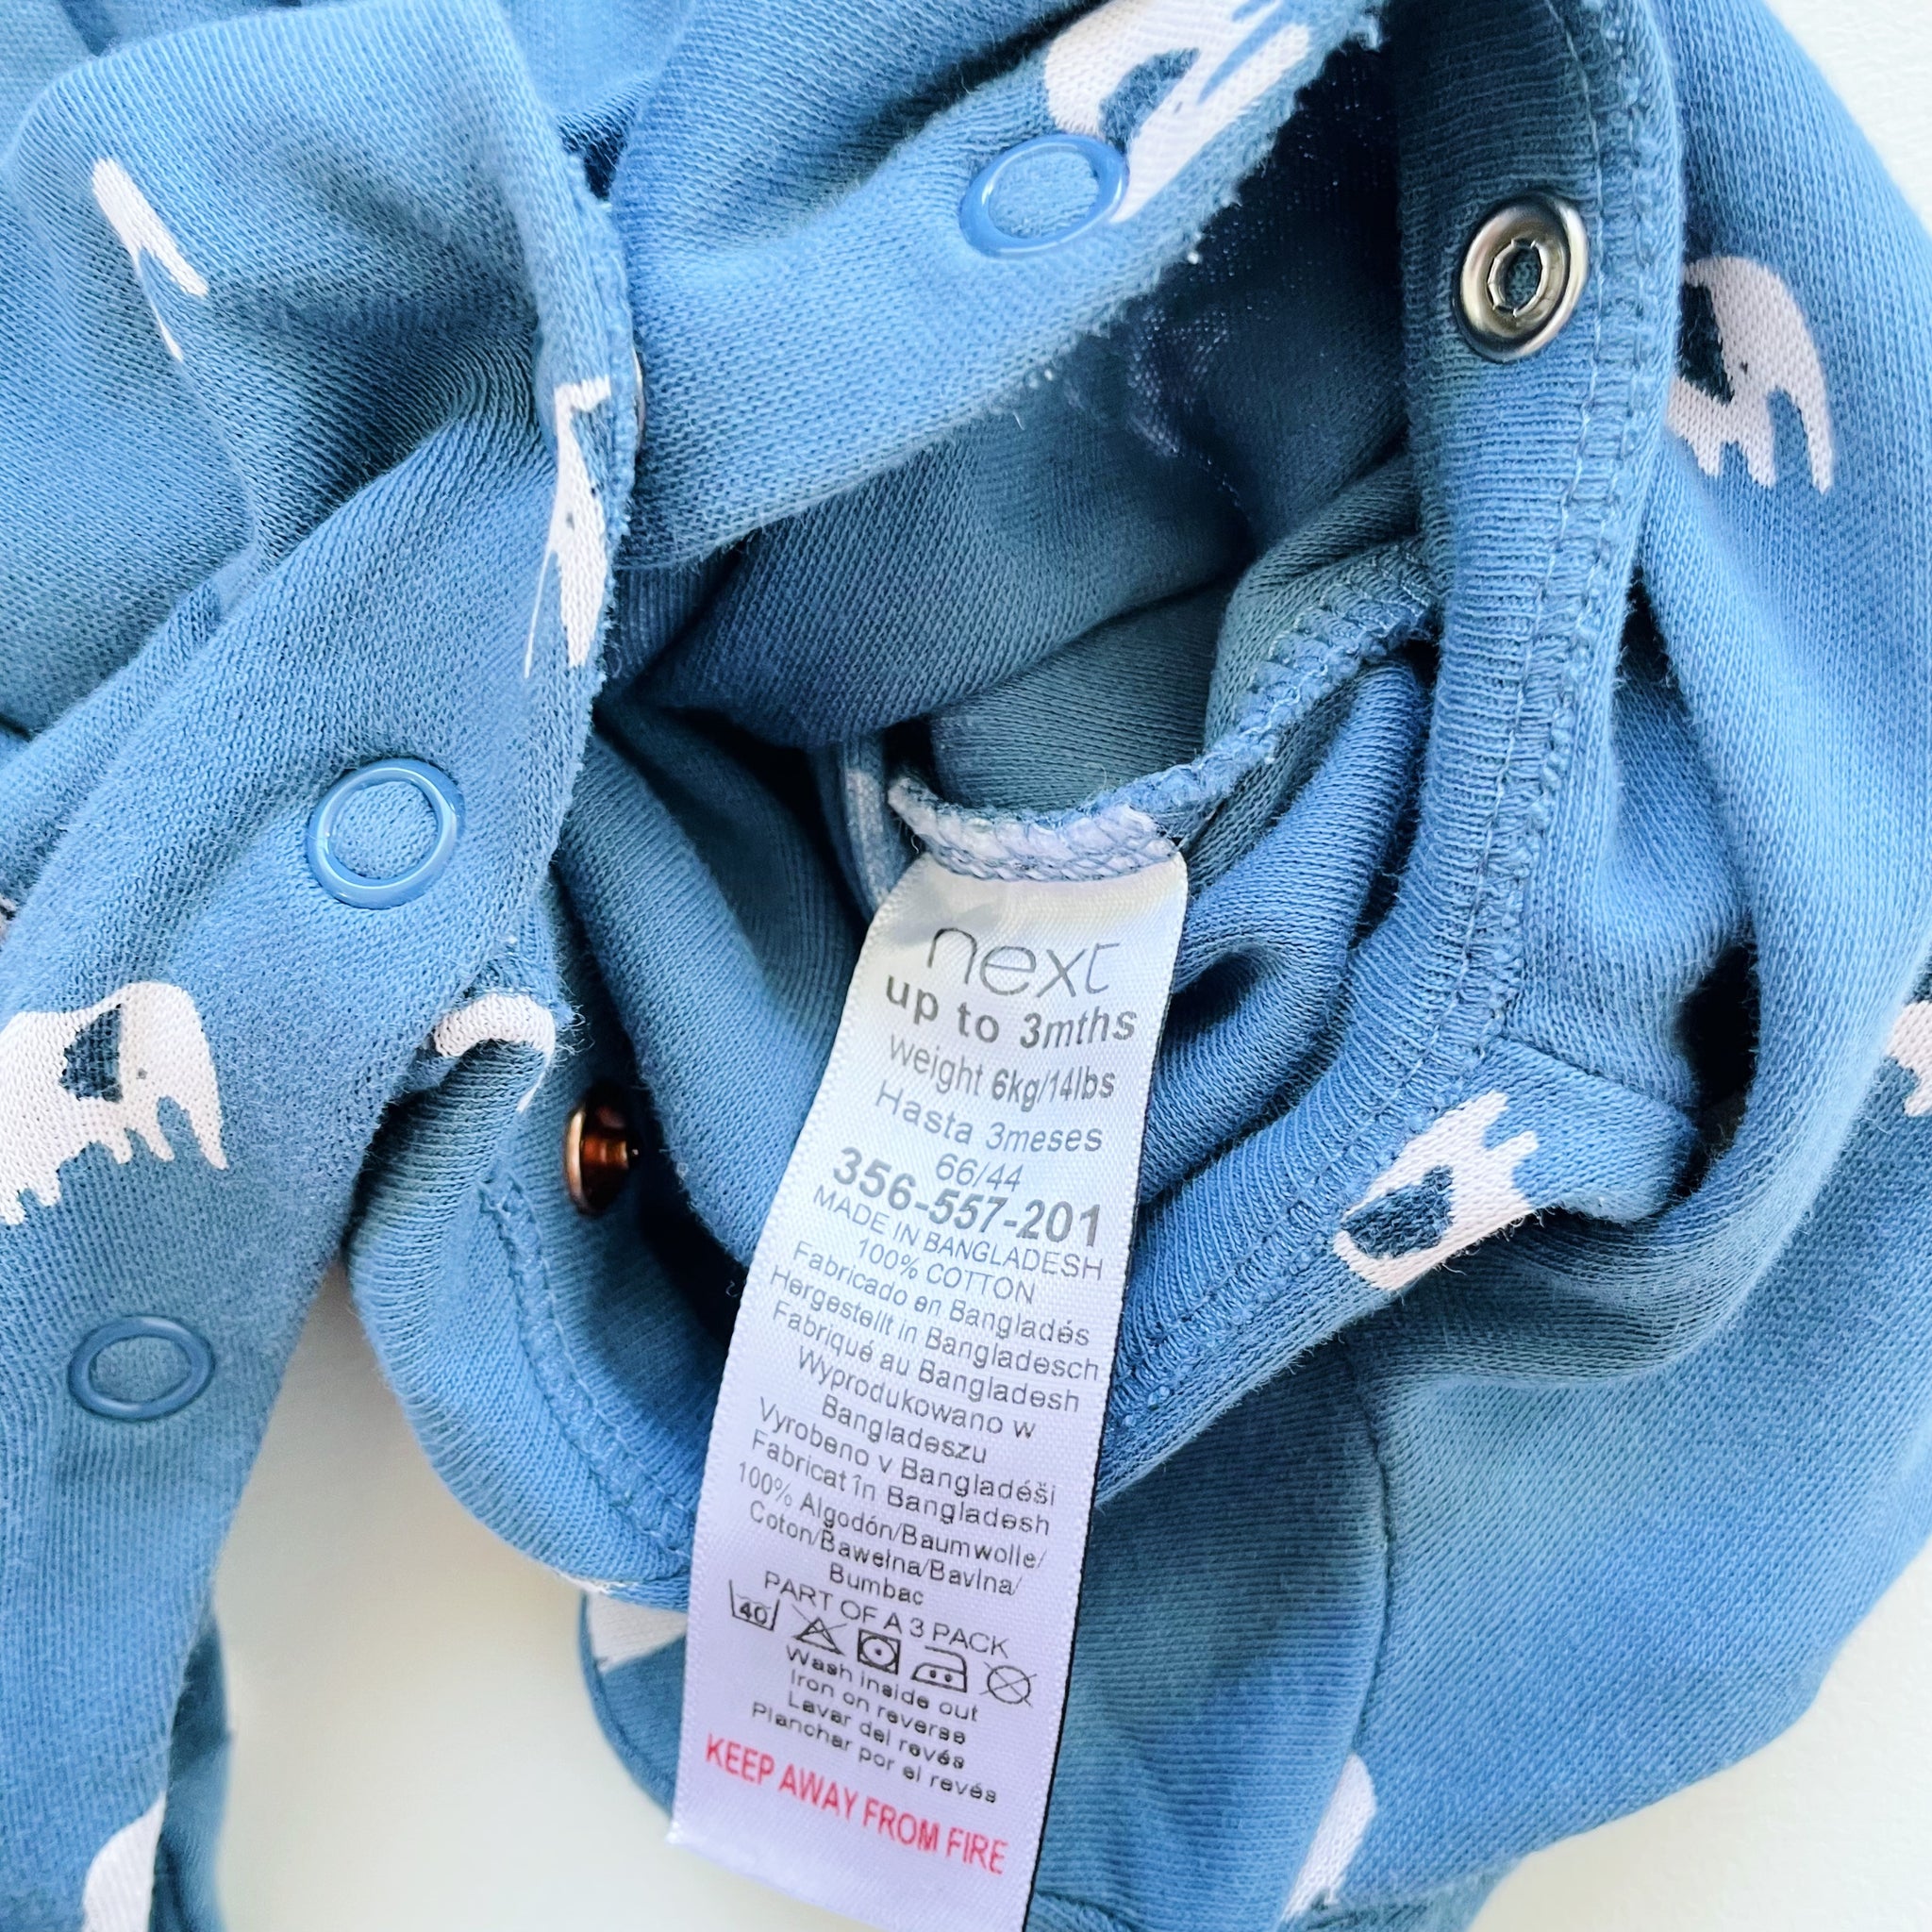 next
up to 3mths
Weight 6kg/14lbs
Hasta 3meses
66/44
356-557-201
MADE IN BANGLADESH
100% COTTON
Fabricado en Bangladés
Hergestellt in Bangladesch
Fabriqué au Bangladesh
Wyprodukowano w
Bangladeszu
Vyrobeno v Bangladéši
Fabricat în Bangladesh
100% Algodón/Baumwolle/
Coton/Bawełna/Bavlna/
Bumbac
PART OF A 3 PACK
40
Wash inside out
Iron on reverse
Lavar del revés
Planchar por el revés
KEEP AWAY FROM FIRE